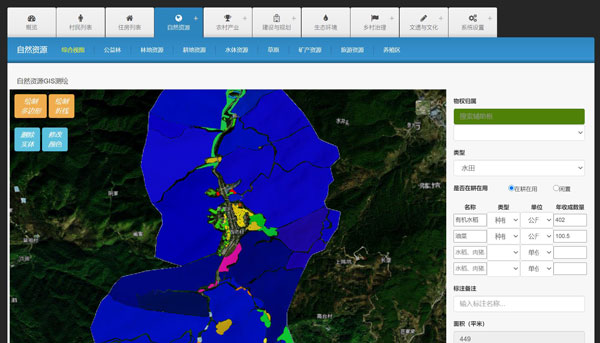 概览
村民列表
住房列表
自然资源
农村产业
建设与规划
生态环境
乡村治理
文遗与文化
系统设置
自然资源
综合视图
公益林
林地资源
耕地资源
水体资源
草原
矿产资源
旅游资源
养殖区
自然资源GIS测绘
绘制
多边形
绘制
折线
删除
实体
修改
颜色
物权归属
搜索辅助框
类型
水田
是否在耕在用
在耕在用
闲置
名称 类型 单位 年收成数量
有机水稻 种植 公斤 402
油菜 种植 公斤 100.5
水稻、肉猪. 单位
水稻、肉猪. 单位
标注备注
输入标注名称...
面积（平米）
449